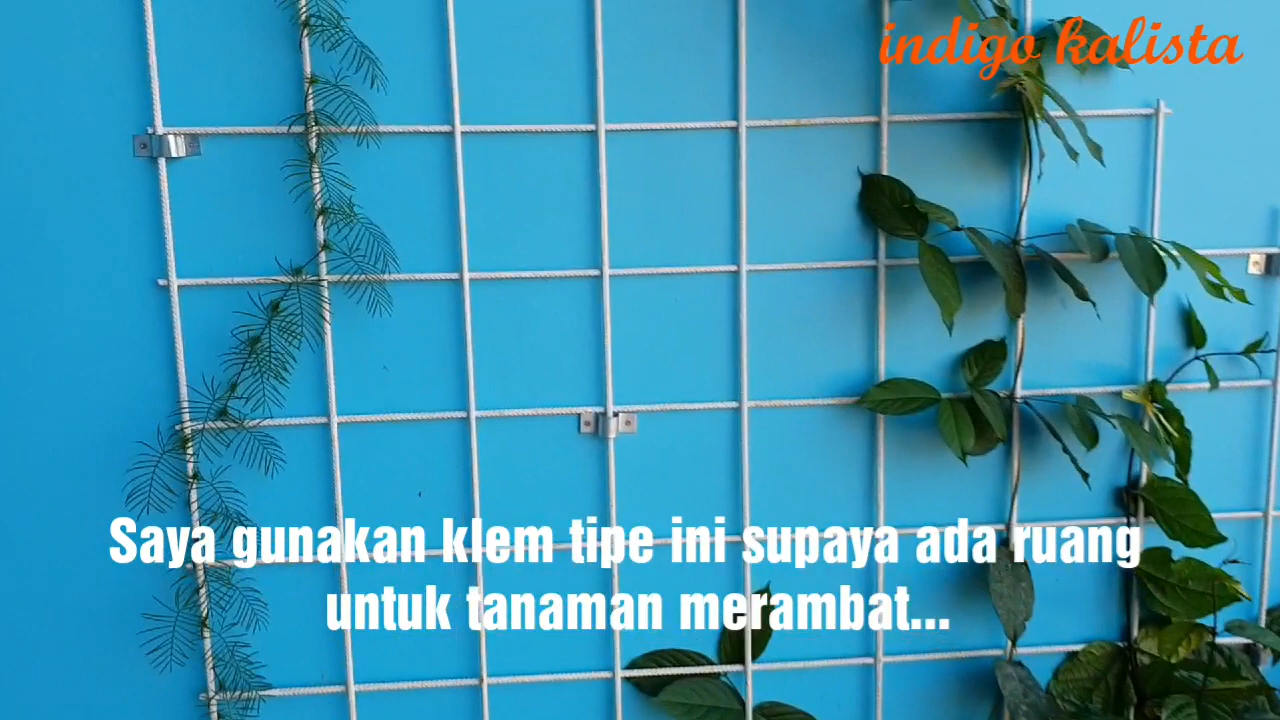 indigo kalista
Saya gunakan klem tipe ini supaya ada ruang
untuk tanaman merambat...